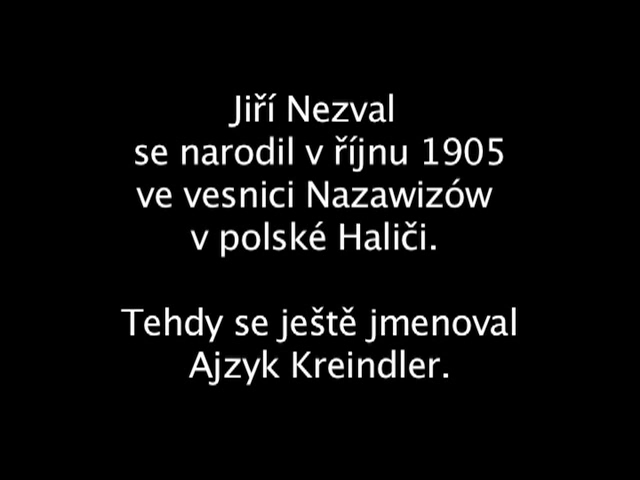 Jiří Nezval
se narodil v říjnu 1905
ve vesnici Nazawizów
v polské Haliči.
Tehdy se ještě jmenoval
Ajzyk Kreindler.